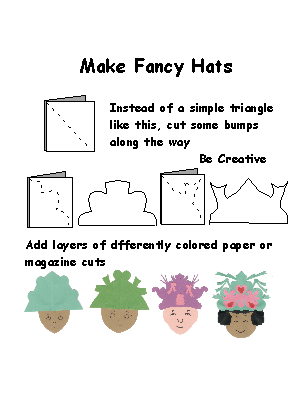 Make Fancy Hats
Instead of a simple triangle
like this, cut some bumps
along the way
Be Creative
Add layers of dfferently colored paper or
magazine cuts